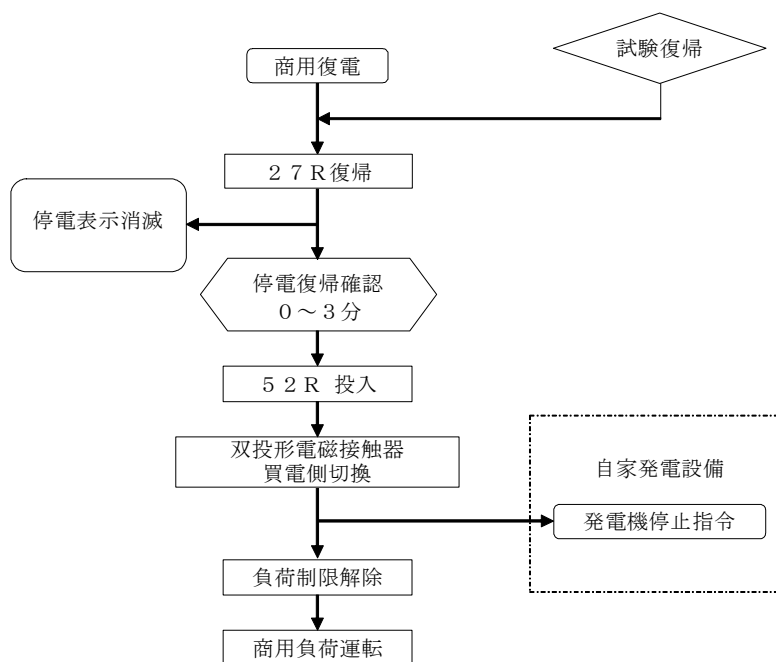 試験復帰
商用復電
２７Ｒ復帰
停電表示消滅
停電復帰確認
０～３分
５２Ｒ 投入
双投形電磁接触器
買電側切換
自家発電設備
発電機停止指令
負荷制限解除
商用負荷運転